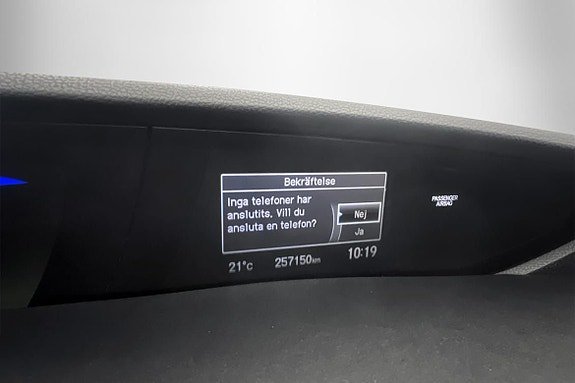 Bekräftelse
Inga telefoner har
anslutits. Vill du
ansluta en telefon?
Nej
Ja
21°C 257150km 10:19
PASSENGER
AIRBAG